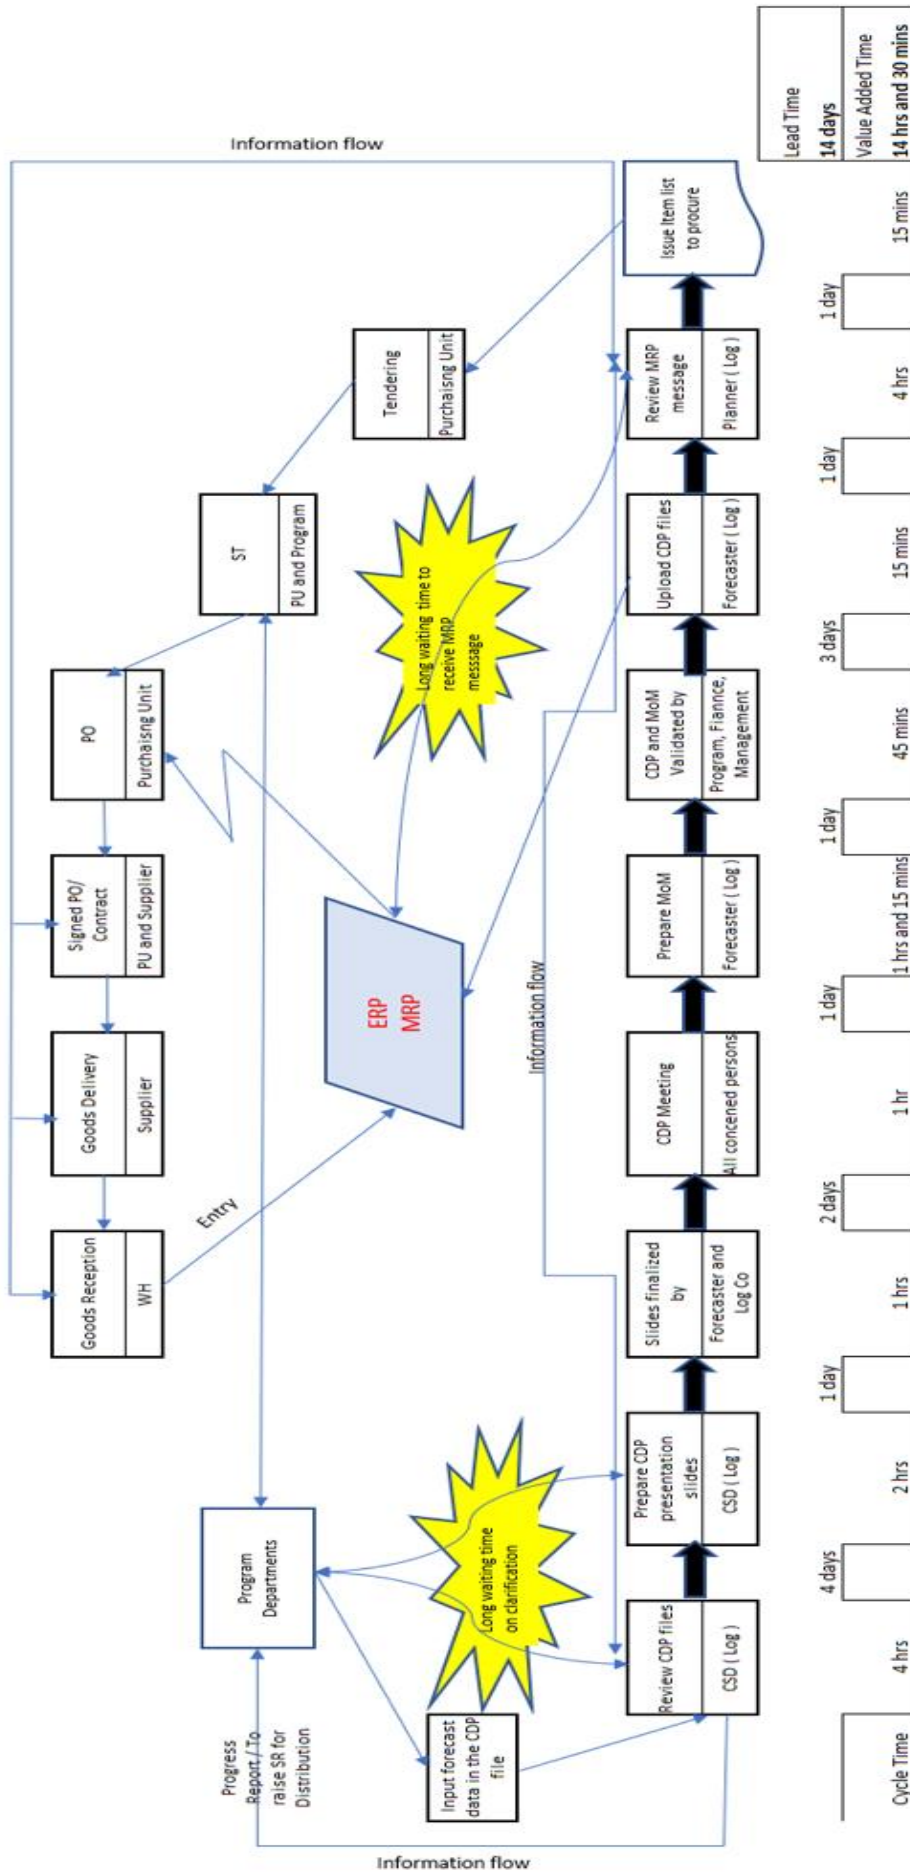 Information flow
Goods Reception
WH
Goods Delivery
Supplier
Signed PO/
Contract
PU and Supplier
PO
Purchaisng Unit
ST
PU and Program
Tendering
Purchaisng Unit
Entry
Progress
Report / To
raise SR for
Distribution
Program
Departments
ERP
MRP
Long waiting time to
receive MRP
messsage
Long waiting time
on clarification
Input forecast
data in the CDP
file
Information flow
Information flow
Review CDP files
CSD ( Log )
Prepare CDP
presentation
slides
CSD ( Log )
Slides finalized
by
Forecaster and
Log Co
CDP Meeting
All concened persons
Prepare MoM
Forecaster ( Log )
CDP and MoM
Validated by
Program, Fiannce,
Management
Upload CDP files
Forecaster ( Log )
Review MRP
message
Planner ( Log )
Issue Item list
to procure
4 days
1 day
2 days
1 day
1 day
3 days
1 day
1 day
Lead Time
14 days
Cycle Time
4 hrs
2 hrs
1 hrs
1 hr
1 hrs and 15 mins
45 mins
15 mins
4 hrs
15 mins
Value Added Time
14 hrs and 30 mins